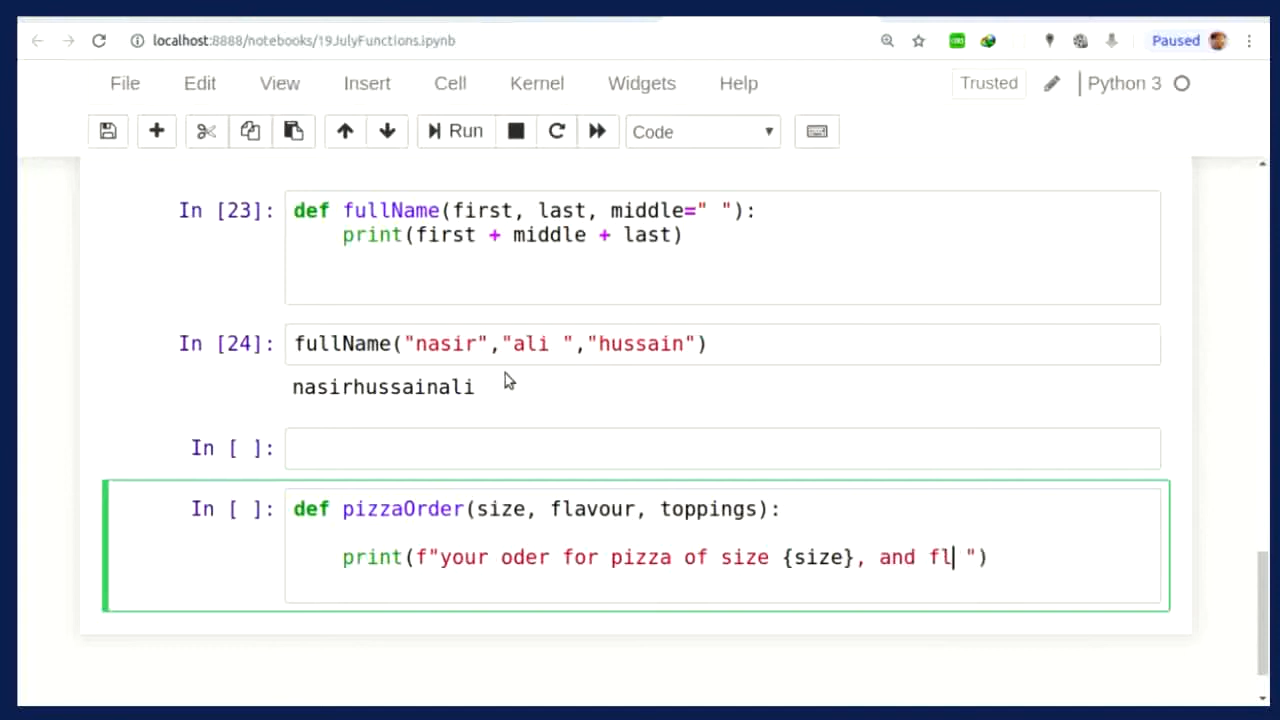 localhost:8888/notebooks/19JulyFunctions.ipynb
Paused
File Edit View Insert Cell Kernel Widgets Help
Trusted
Python 3
Run
Code
In [23]:
def fullName(first, last, middle=" "):
print(first + middle + last)
In [24]:
fullName("nasir","ali ","hussain")
nasirhussainali
In [ ]:
In [ ]:
def pizzaOrder(size, flavour, toppings):
print(f"your oder for pizza of size {size}, and fl ")